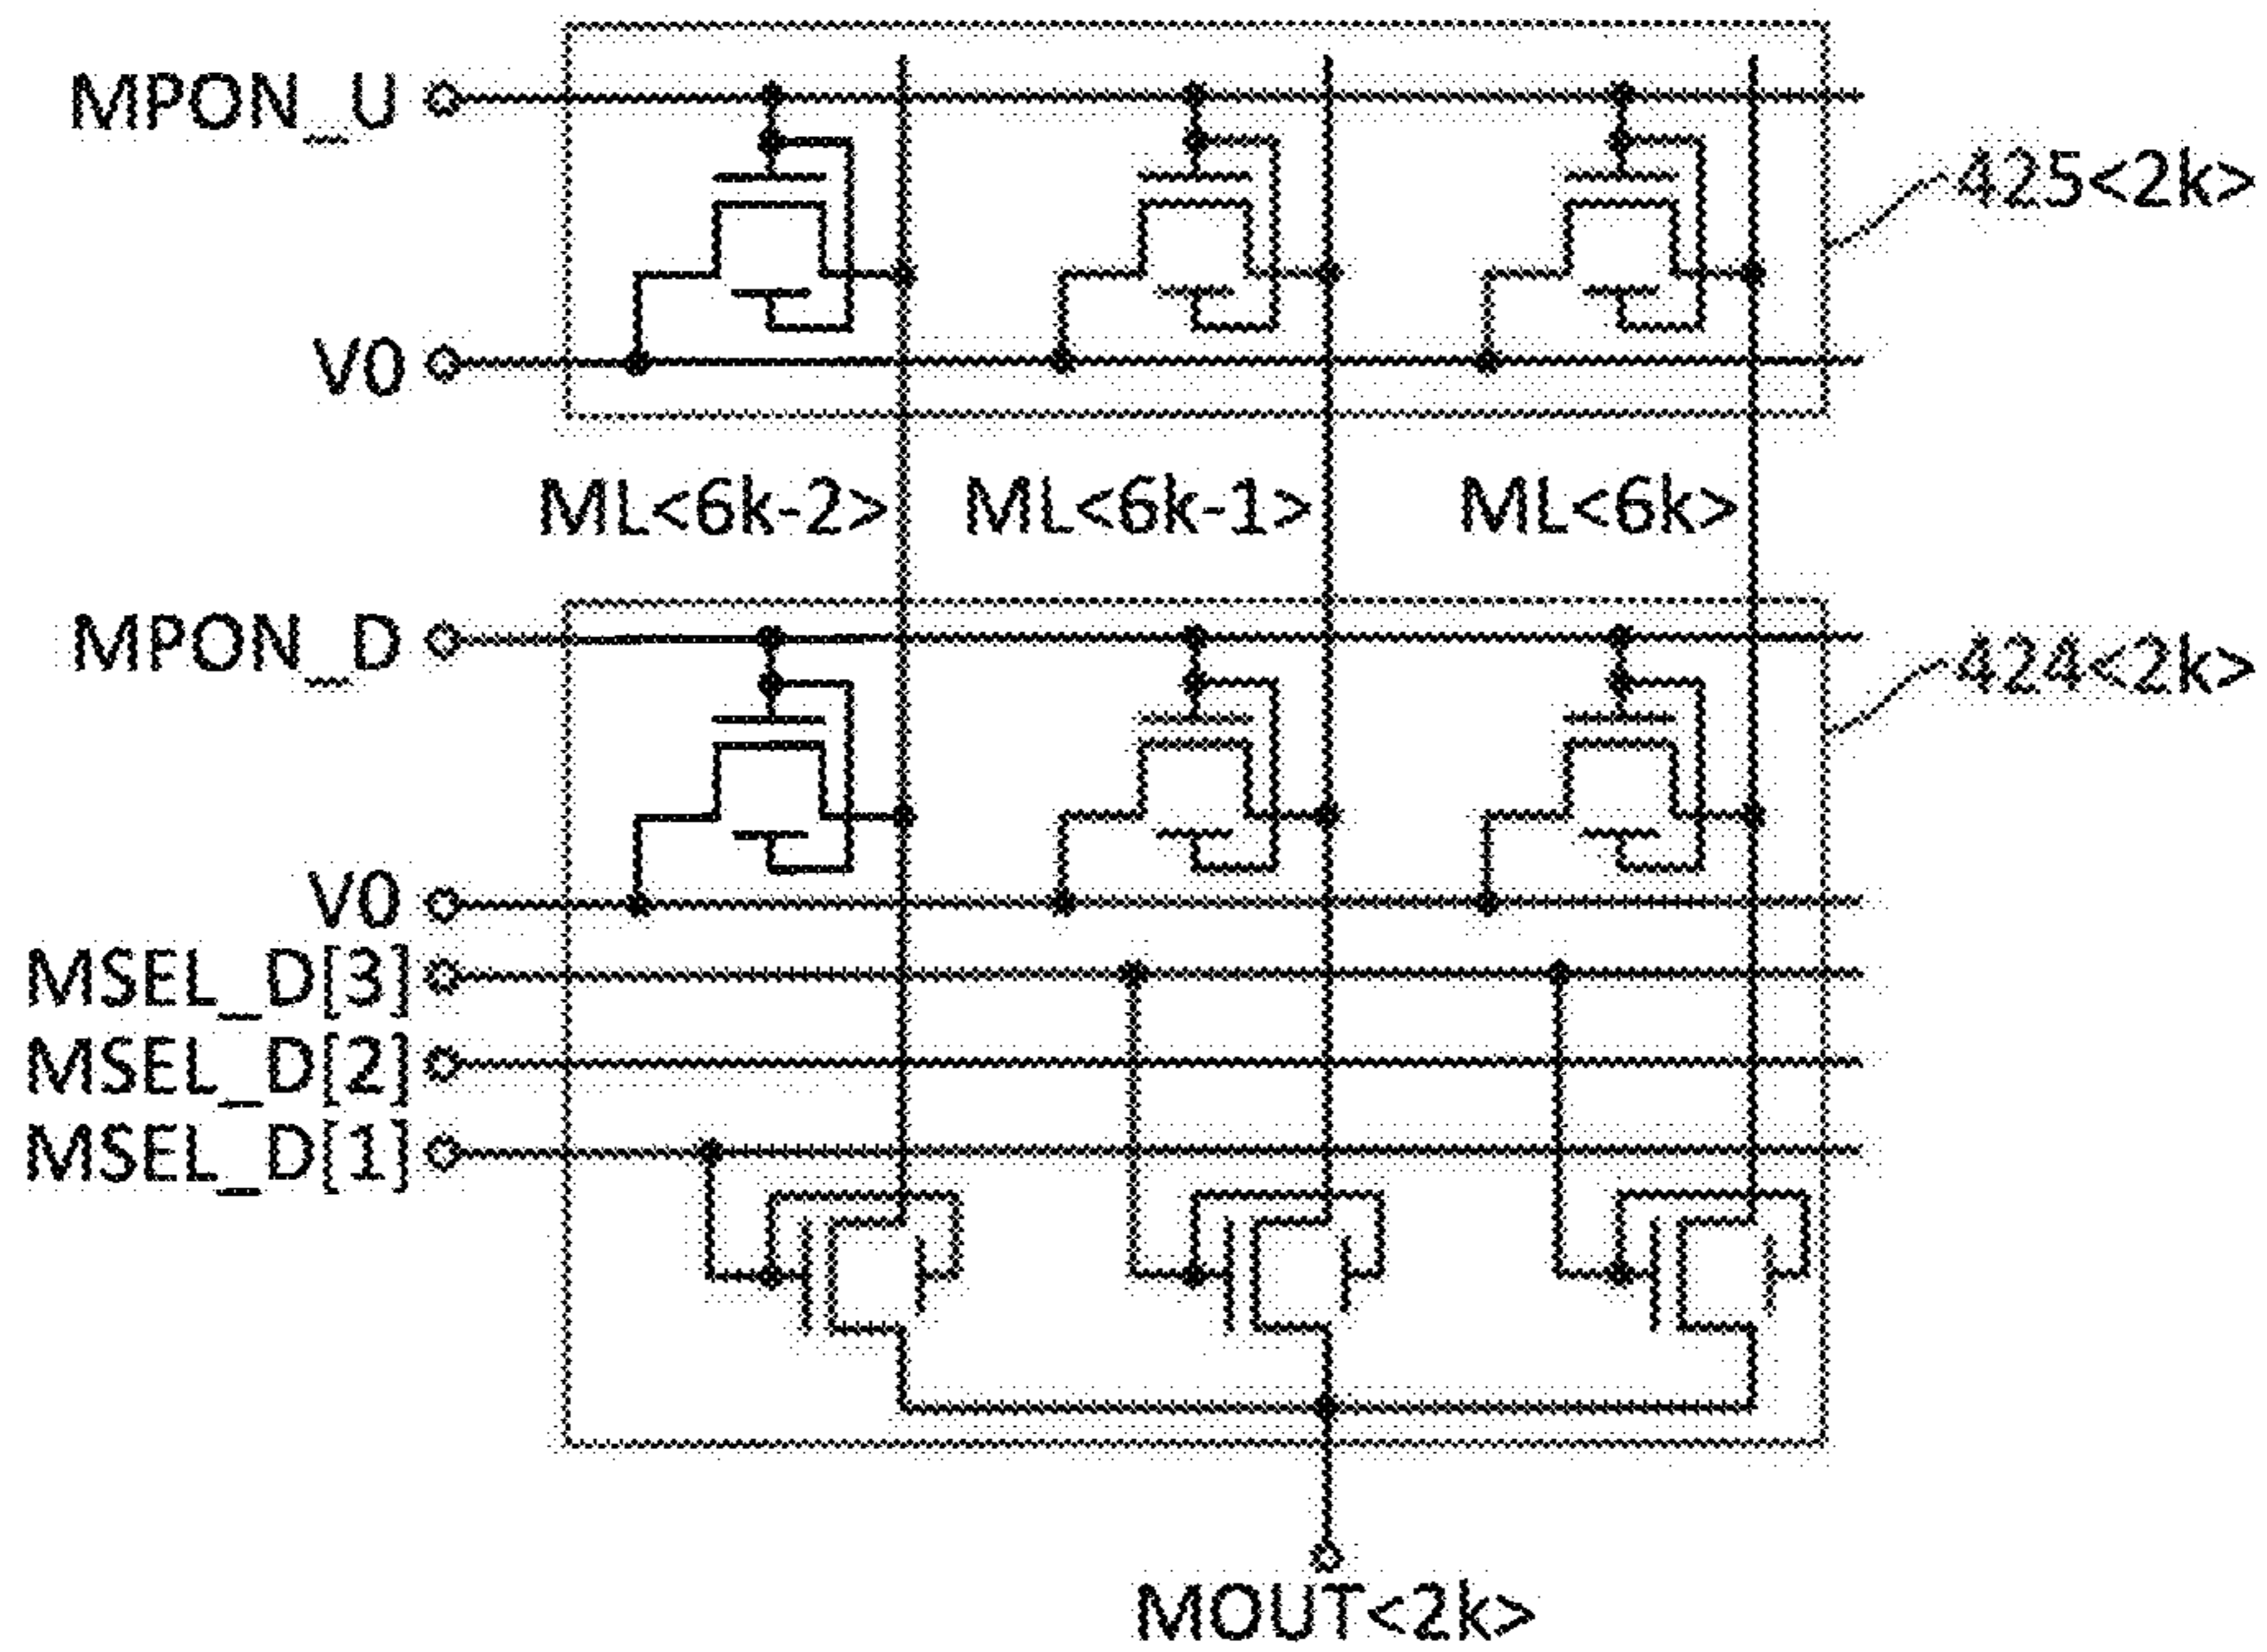 MPON_U
425<2k>
V0
ML<6k-2> ML<6k-1> ML<6k>
MPON_D
424<2k>
V0
MSEL_D[3]
MSEL_D[2]
MSEL_D[1]
MOUT<2k>